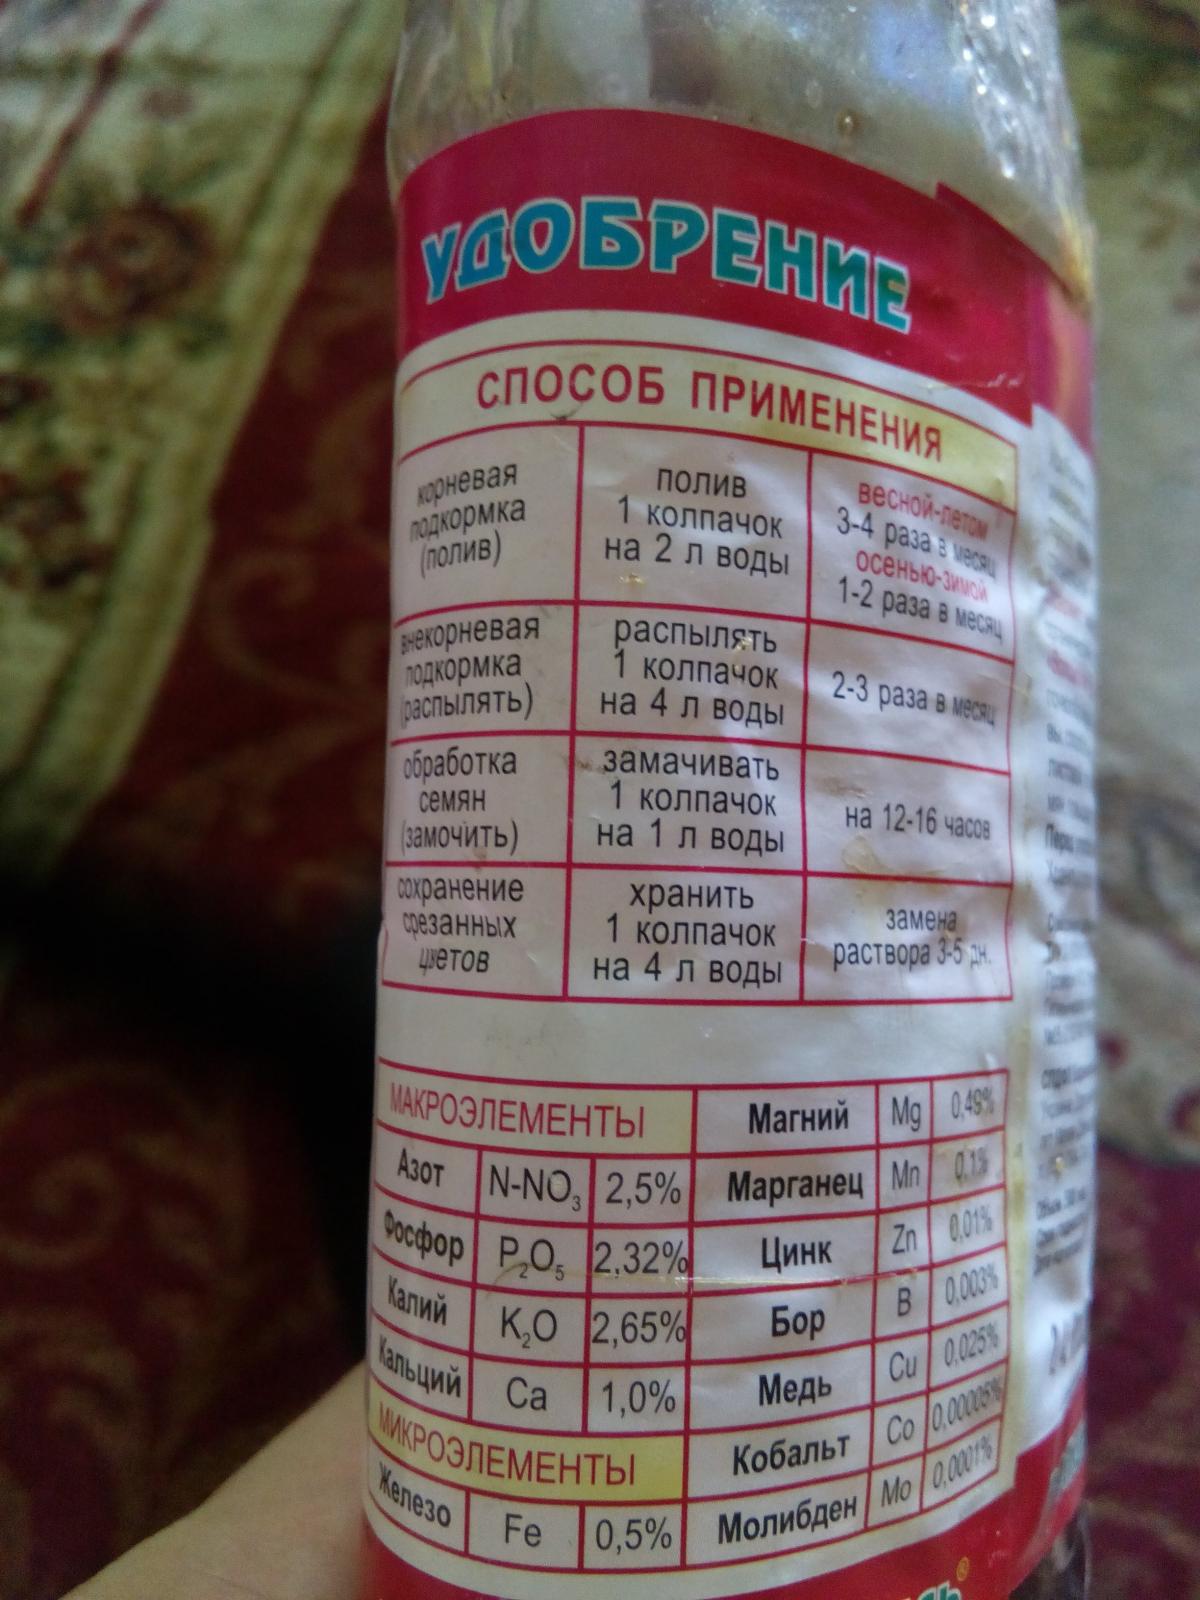 УДОБРЕНИЕ
СПОСОБ ПРИМЕНЕНИЯ
корневая
подкормка
(полив)
полив
1 колпачок
на 2 л воды
весной-летом
3-4 раза в месяц
осенью-зимой
1-2 раза в месяц
внекорневая
подкормка
(распылять)
распылять
1 колпачок
на 4 л воды
2-3 раза в месяц
обработка
семян
(замочить)
замачивать
1 колпачок
на 1 л воды
на 12-16 часов
сохранение
срезанных
цветов
хранить
1 колпачок
на 4 л воды
замена
раствора 3-5 дн.
МАКРОЭЛЕМЕНТЫ
Азот N-NO₃ 2,5%
Фосфор P₂O₅ 2,32%
Калий K₂O 2,65%
Кальций Ca 1,0%
МИКРОЭЛЕМЕНТЫ
Железо Fe 0,5%
Магний Mg 0,49%
Марганец Mn 0,1%
Цинк Zn 0,01%
Бор B 0,003%
Медь Cu 0,025%
Кобальт Co 0,00005%
Молибден Mo 0,0001%